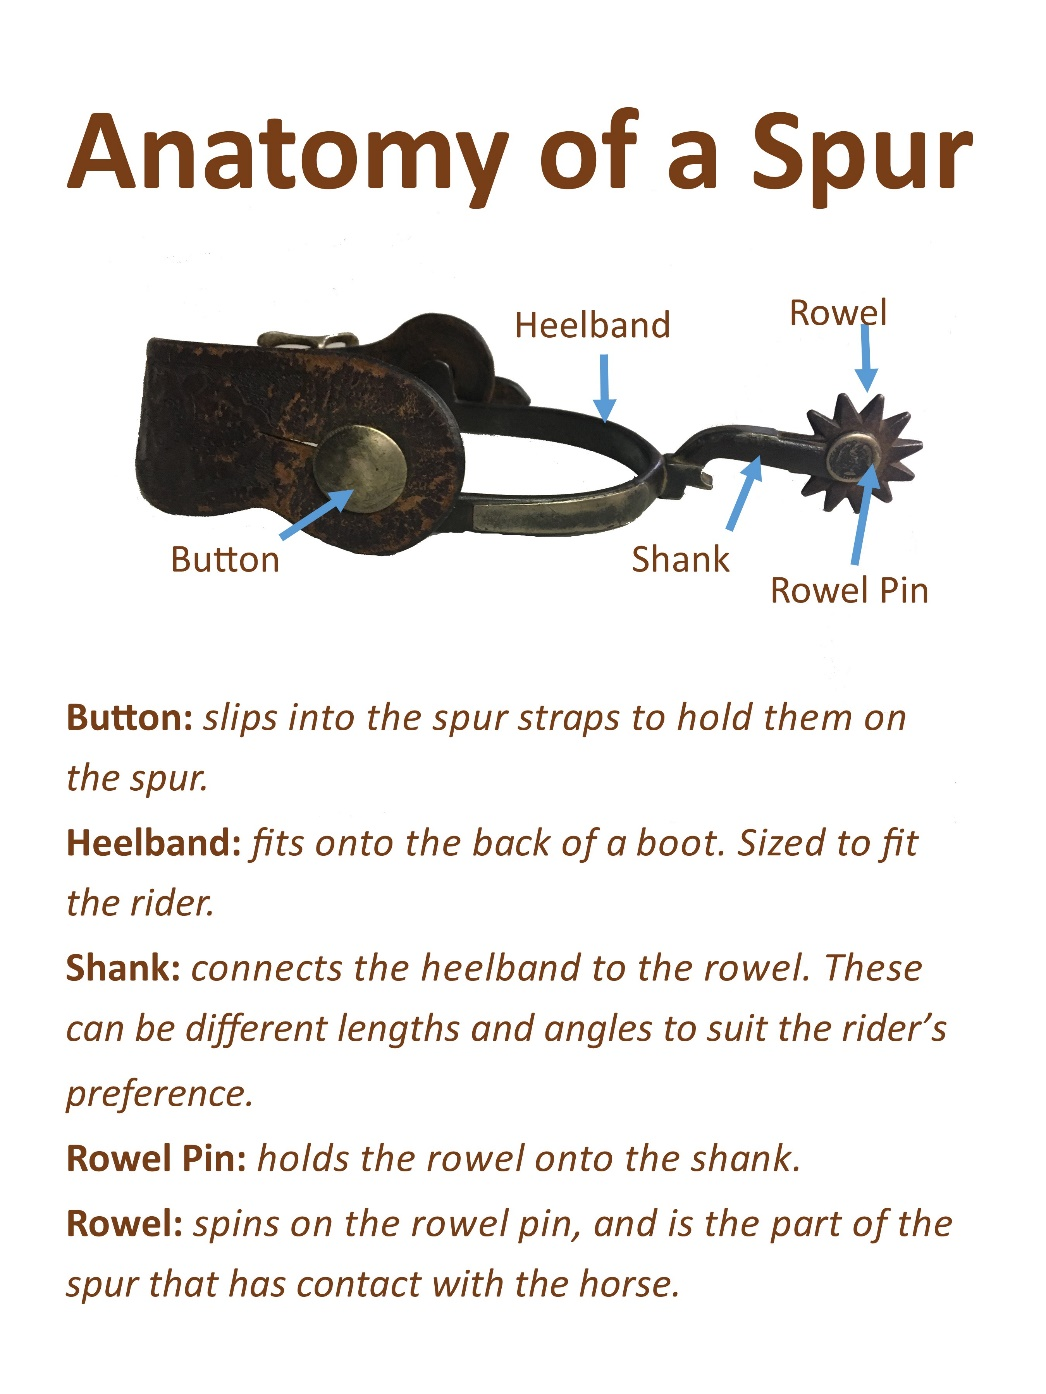 Anatomy of a Spur
Heelband
Rowel
Button
Shank
Rowel Pin
Button: slips into the spur straps to hold them on
the spur.
Heelband: fits onto the back of a boot. Sized to fit
the rider.
Shank: connects the heelband to the rowel. These
can be different lengths and angles to suit the rider’s
preference.
Rowel Pin: holds the rowel onto the shank.
Rowel: spins on the rowel pin, and is the part of the
spur that has contact with the horse.